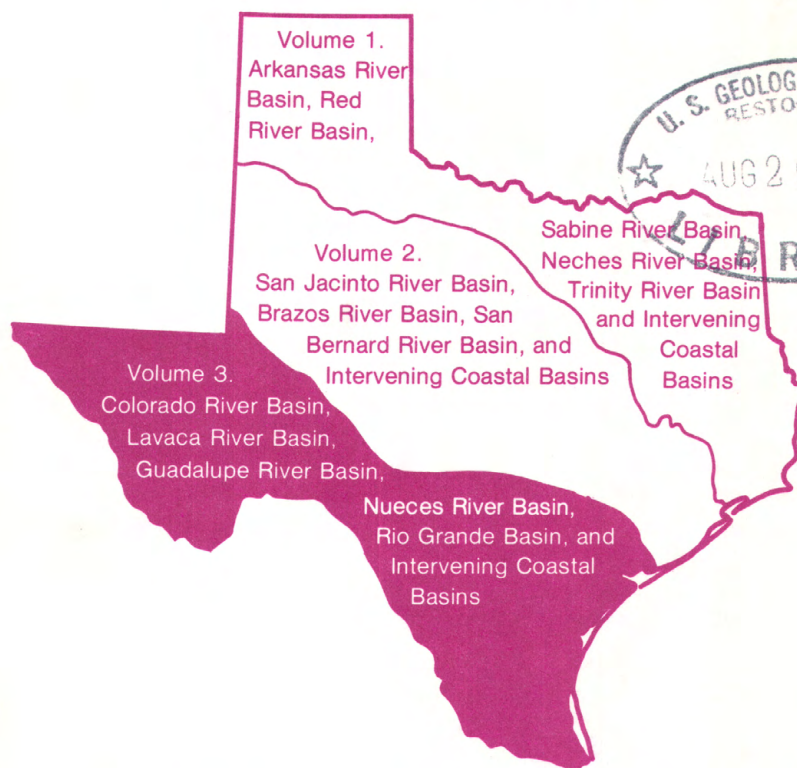 Volume 1.
Arkansas River
Basin, Red
River Basin,
Sabine River Basin,
Neches River Basin,
Trinity River Basin
and Intervening
Coastal
Basins
Volume 2.
San Jacinto River Basin,
Brazos River Basin, San
Bernard River Basin, and
Intervening Coastal Basins
Volume 3.
Colorado River Basin,
Lavaca River Basin,
Guadalupe River Basin,
Nueces River Basin,
Rio Grande Basin, and
Intervening Coastal
Basins
U. S. GEOLOG
RESTO
AUG 2
LIBR